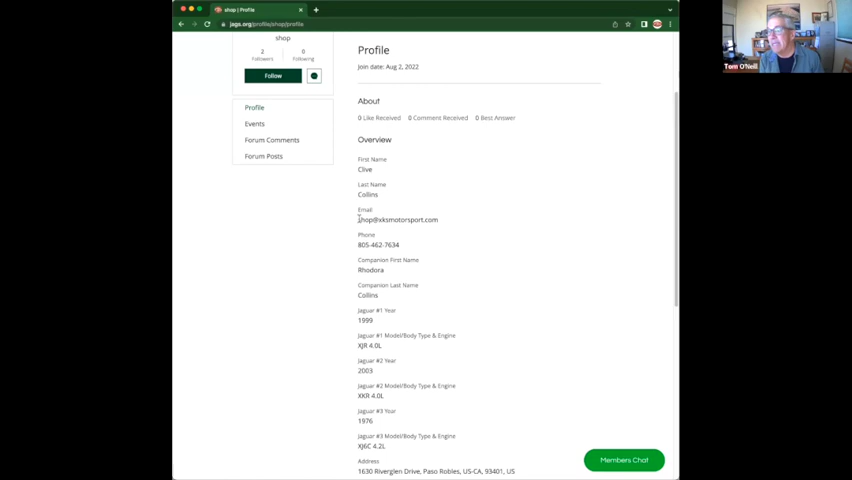 shop | Profile
jags.org/profile/shop/profile
shop
2
0
Followers
Following
Follow
Profile
Events
Forum Comments
Forum Posts
Profile
Join date: Aug 2, 2022
About
0 Like Received 0 Comment Received 0 Best Answer
Overview
First Name
Clive
Last Name
Collins
Email
shop@xksmotorsport.com
Phone
805-462-7634
Companion First Name
Rhodora
Companion Last Name
Collins
Jaguar #1 Year
1999
Jaguar #1 Model/Body Type & Engine
XJR 4.0L
Jaguar #2 Year
2003
Jaguar #2 Model/Body Type & Engine
XKR 4.0L
Jaguar #3 Year
1976
Jaguar #3 Model/Body Type & Engine
XJ6C 4.2L
Address
1630 Riverglen Drive, Paso Robles, US-CA, 93401, US
Members Chat
Tom O'Neill